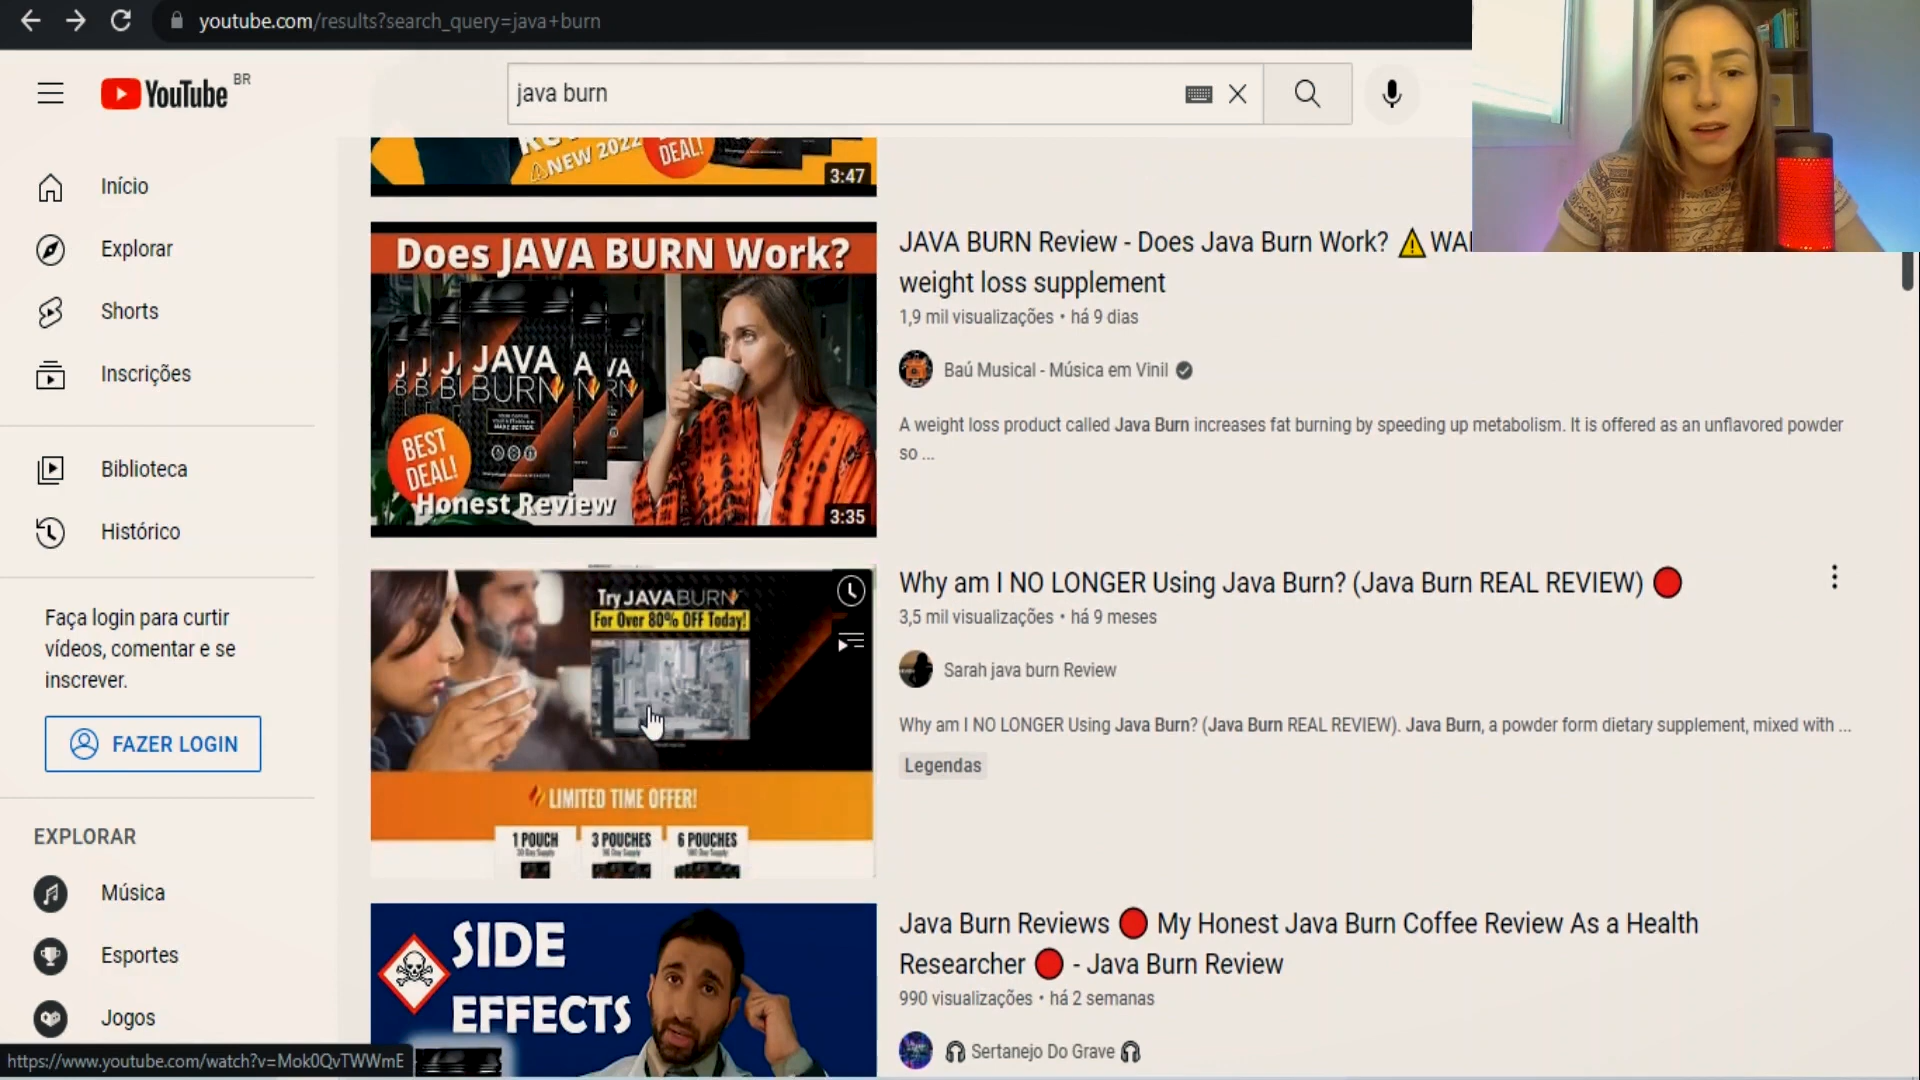 youtube.com/results?search_query=java+burn
YouTube BR
java burn
Início
Explorar
Shorts
Inscrições
Biblioteca
Histórico
Faça login para curtir
vídeos, comentar e se
inscrever.
FAZER LOGIN
EXPLORAR
Música
Esportes
Jogos
https://www.youtube.com/watch?v=Mok0QvTWWmE
NEW 2022
DEAL!
3:47
Does JAVA BURN Work?
JAVA
BURN
BEST
DEAL!
Honest Review
3:35
JAVA BURN Review - Does Java Burn Work? ⚠️WA
weight loss supplement
1,9 mil visualizações • há 9 dias
Baú Musical - Música em Vinil
A weight loss product called Java Burn increases fat burning by speeding up metabolism. It is offered as an unflavored powder
so ...
Try JAVABURN
For Over 80% OFF Today!
LIMITED TIME OFFER!
1 POUCH
3 POUCHES
6 POUCHES
Why am I NO LONGER Using Java Burn? (Java Burn REAL REVIEW) 🔴
3,5 mil visualizações • há 9 meses
Sarah java burn Review
Why am I NO LONGER Using Java Burn? (Java Burn REAL REVIEW). Java Burn, a powder form dietary supplement, mixed with ...
Legendas
SIDE
EFFECTS
Java Burn Reviews 🔴 My Honest Java Burn Coffee Review As a Health
Researcher 🔴 - Java Burn Review
990 visualizações • há 2 semanas
🎧 Sertanejo Do Grave 🎧